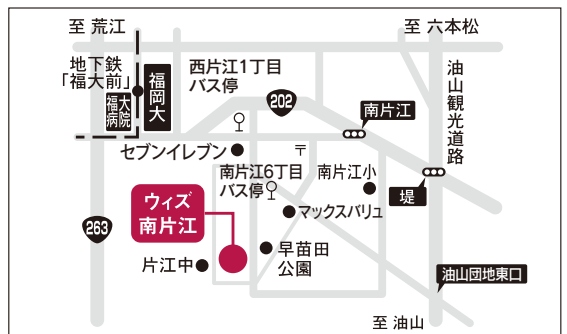 至 荒江
至 六本松
地下鉄
「福大前」
福大
病院
福岡大
西片江1丁目
バス停
202
南片江
油山観光道路
セブンイレブン
〒
南片江6丁目
バス停
南片江小
堤
マックスバリュ
ウィズ
南片江
263
早苗田
公園
片江中
油山団地東口
至 油山